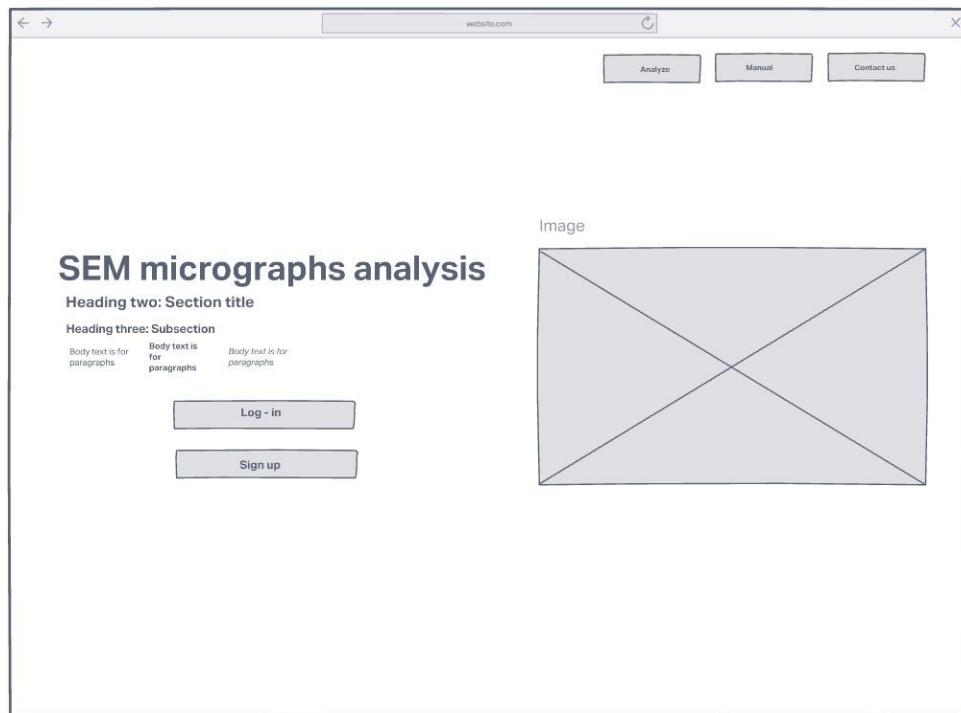 website.com
Analyze
Manual
Contact us
Image
SEM micrographs analysis
Heading two: Section title
Heading three: Subsection
Body text is for
paragraphs
Body text is
for
paragraphs
Body text is for
paragraphs
Log - in
Sign up